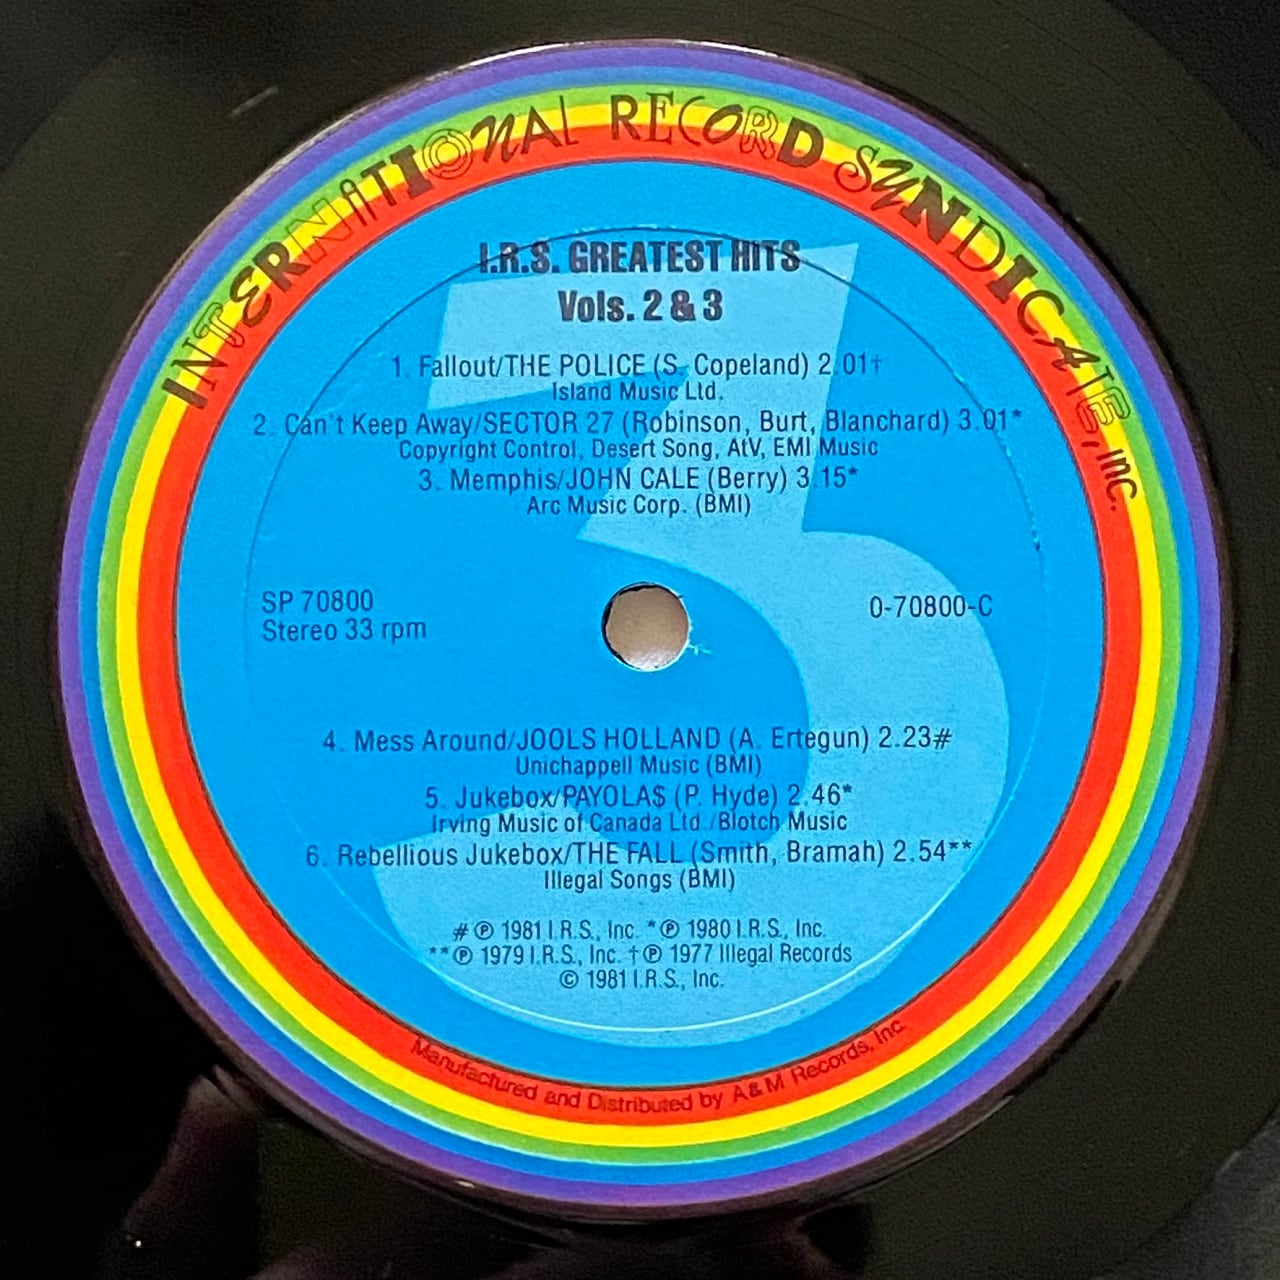 INTERNATIONAL RECORD SYNDICATE, INC.
I.R.S. GREATEST HITS
Vols. 2 & 3
1. Fallout/THE POLICE (S. Copeland) 2.01†
Island Music Ltd.
2. Can't Keep Away/SECTOR 27 (Robinson, Burt, Blanchard) 3.01*
Copyright Control, Desert Song, AtV, EMI Music
3. Memphis/JOHN CALE (Berry) 3.15*
Arc Music Corp. (BMI)
SP 70800
Stereo 33 rpm
0-70800-C
3
4. Mess Around/JOOLS HOLLAND (A. Ertegun) 2.23#
Unichappell Music (BMI)
5. Jukebox/PAYOLA$ (P. Hyde) 2.46*
Irving Music of Canada Ltd./Blotch Music
6. Rebellious Jukebox/THE FALL (Smith, Bramah) 2.54**
Illegal Songs (BMI)
# ℗ 1981 I.R.S., Inc. *℗ 1980 I.R.S., Inc.
**℗ 1979 I.R.S., Inc. †℗ 1977 Illegal Records
© 1981 I.R.S., Inc.
Manufactured and Distributed by A & M Records, Inc.